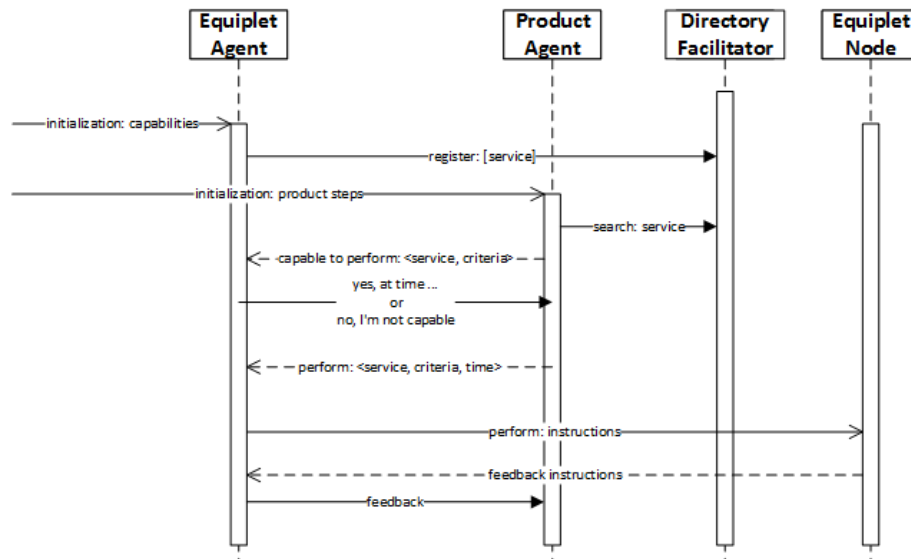 Equiplet Agent
Product Agent
Directory Facilitator
Equiplet Node
initialization: capabilities
register: [service]
initialization: product steps
search: service
capable to perform: <service, criteria>
yes, at time ...
or
no, I'm not capable
perform: <service, criteria, time>
perform: instructions
feedback instructions
feedback